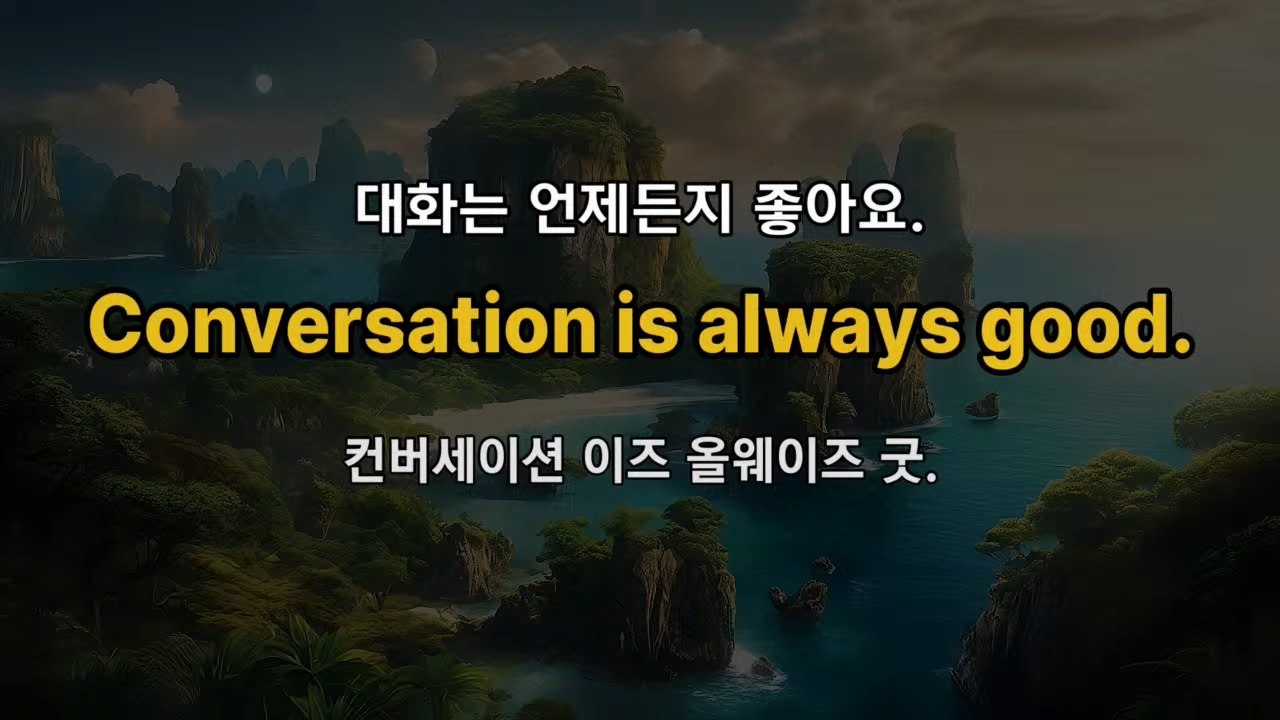 대화는 언제든지 좋아요.
Conversation is always good.
컨버세이션 이즈 올웨이즈 굿.